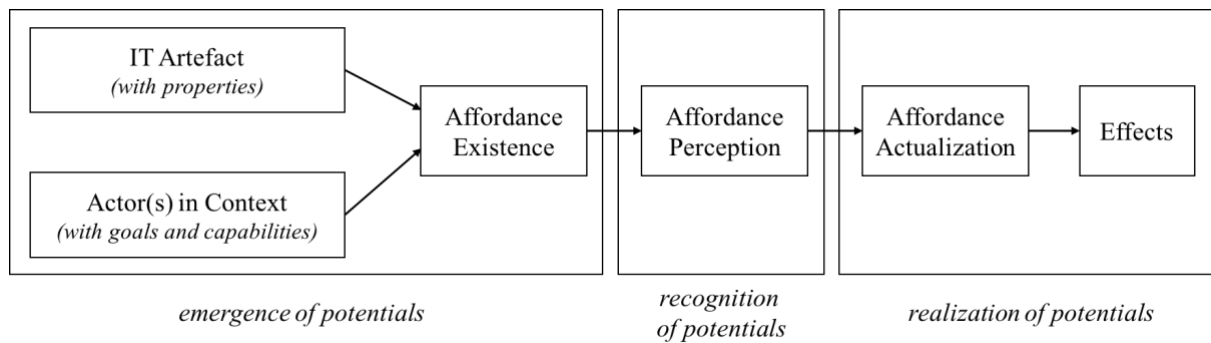 IT Artefact
(with properties)
Actor(s) in Context
(with goals and capabilities)
Affordance
Existence
Affordance
Perception
Affordance
Actualization
Effects
emergence of potentials
recognition
of potentials
realization of potentials